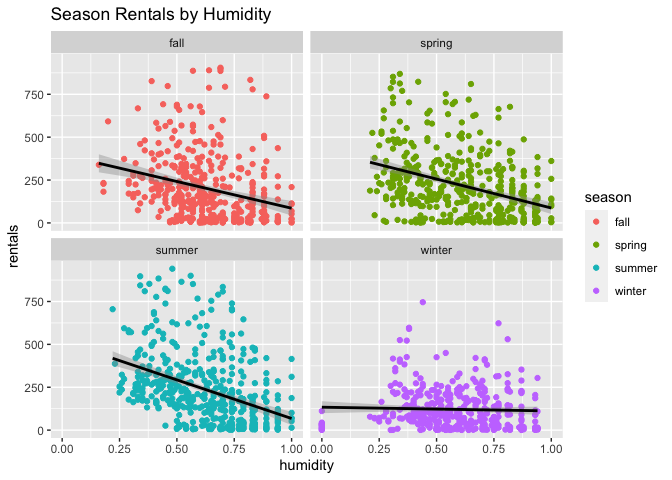 Season Rentals by Humidity
fall
spring
750
500
250
0
rentals
summer
winter
750
500
250
0
0.00 0.25 0.50 0.75 1.00 0.00 0.25 0.50 0.75 1.00
humidity
season
fall
spring
summer
winter